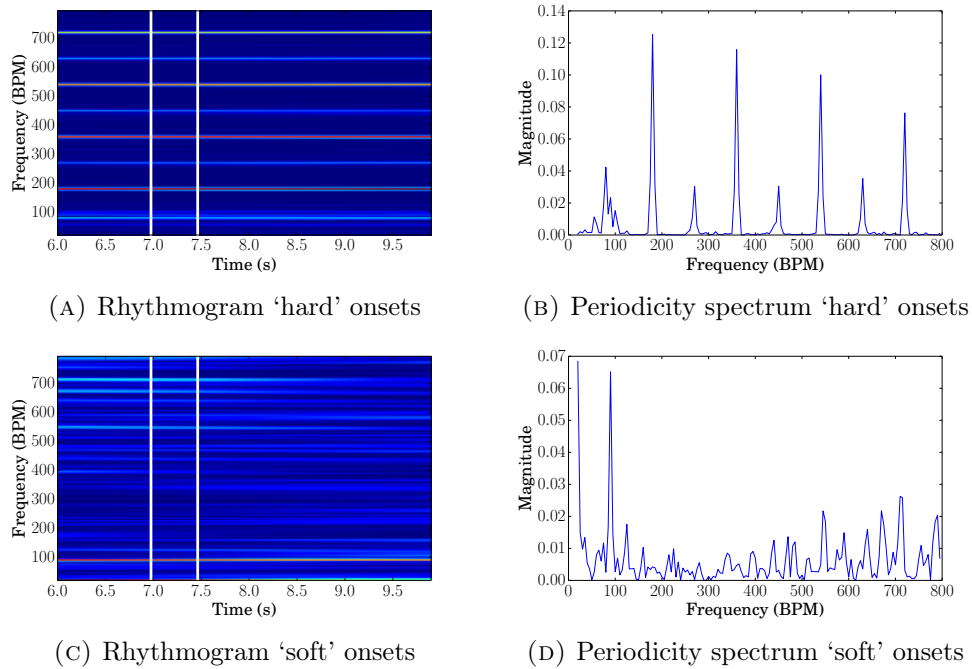 700
600
500
400
300
200
100
6.0 6.5 7.0 7.5 8.0 8.5 9.0 9.5
Frequency (BPM)
Time (s)
(A) Rhythmogram ‘hard’ onsets
0.14
0.12
0.10
0.08
0.06
0.04
0.02
0.00
0 100 200 300 400 500 600 700 800
Magnitude
Frequency (BPM)
(B) Periodicity spectrum ‘hard’ onsets
700
600
500
400
300
200
100
6.0 6.5 7.0 7.5 8.0 8.5 9.0 9.5
Frequency (BPM)
Time (s)
(C) Rhythmogram ‘soft’ onsets
0.07
0.06
0.05
0.04
0.03
0.02
0.01
0.00
0 100 200 300 400 500 600 700 800
Magnitude
Frequency (BPM)
(D) Periodicity spectrum ‘soft’ onsets